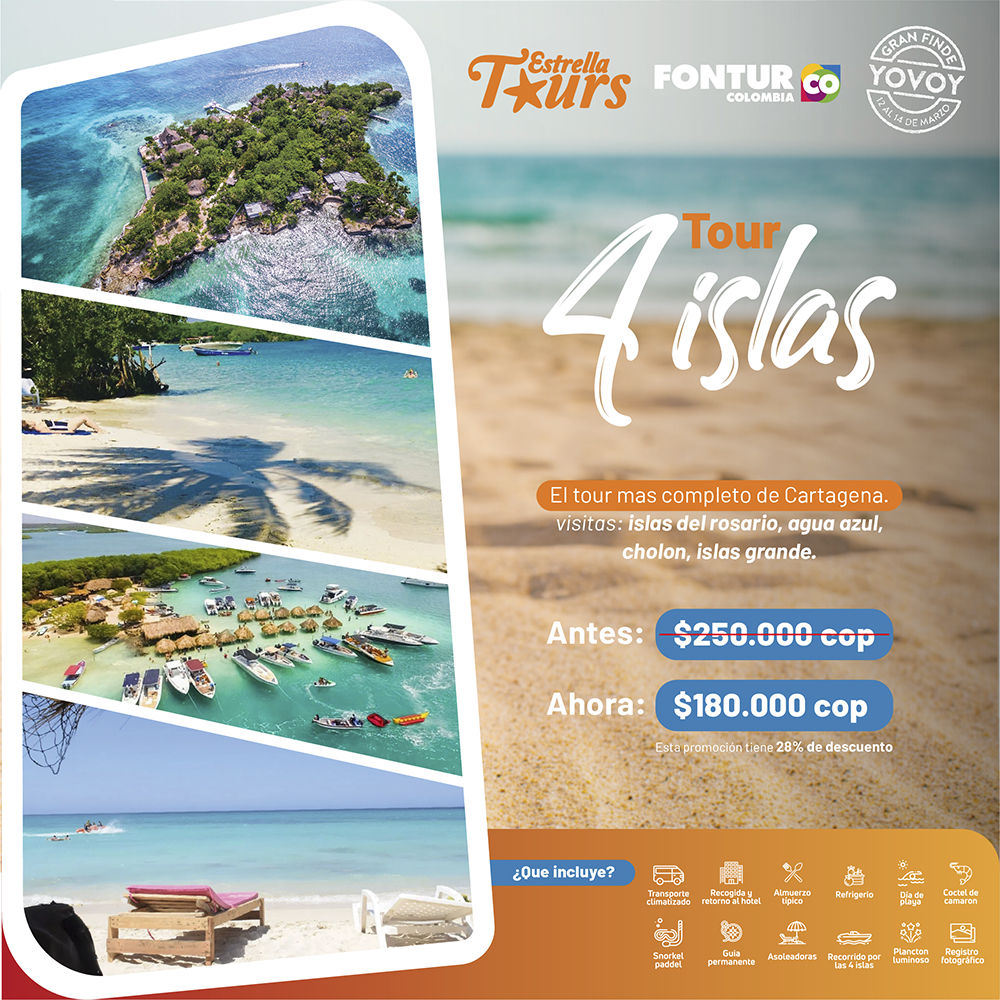 Estrella
Tours
FONTUR CO
COLOMBIA
GRAN FINDE
YOVOY
12 AL 14 DE MARZO
Tour
4 islas
El tour mas completo de Cartagena.
visitas: islas del rosario, agua azul,
cholon, islas grande.
Antes: $250.000 cop
Ahora: $180.000 cop
Esta promoción tiene 28% de descuento
¿Que incluye?
Transporte
climatizado
Recogida y
retorno al hotel
Almuerzo
típico
Refrigerio
Día de
playa
Coctel de
camaron
Snorkel
paddel
Guia
permanente
Asoleadoras
Recorrido por
las 4 islas
Plancton
luminoso
Registro
fotográfico